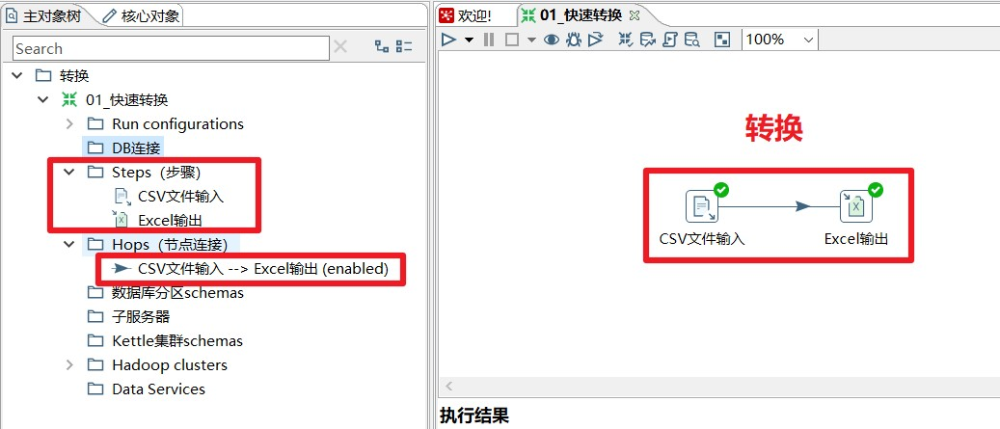 主对象树
核心对象
Search
转换
01_快速转换
Run configurations
DB连接
Steps（步骤）
CSV文件输入
Excel输出
Hops（节点连接）
CSV文件输入 --> Excel输出 (enabled)
数据库分区schemas
子服务器
Kettle集群schemas
Hadoop clusters
Data Services
欢迎!
01_快速转换
100%
转换
CSV文件输入
Excel输出
执行结果